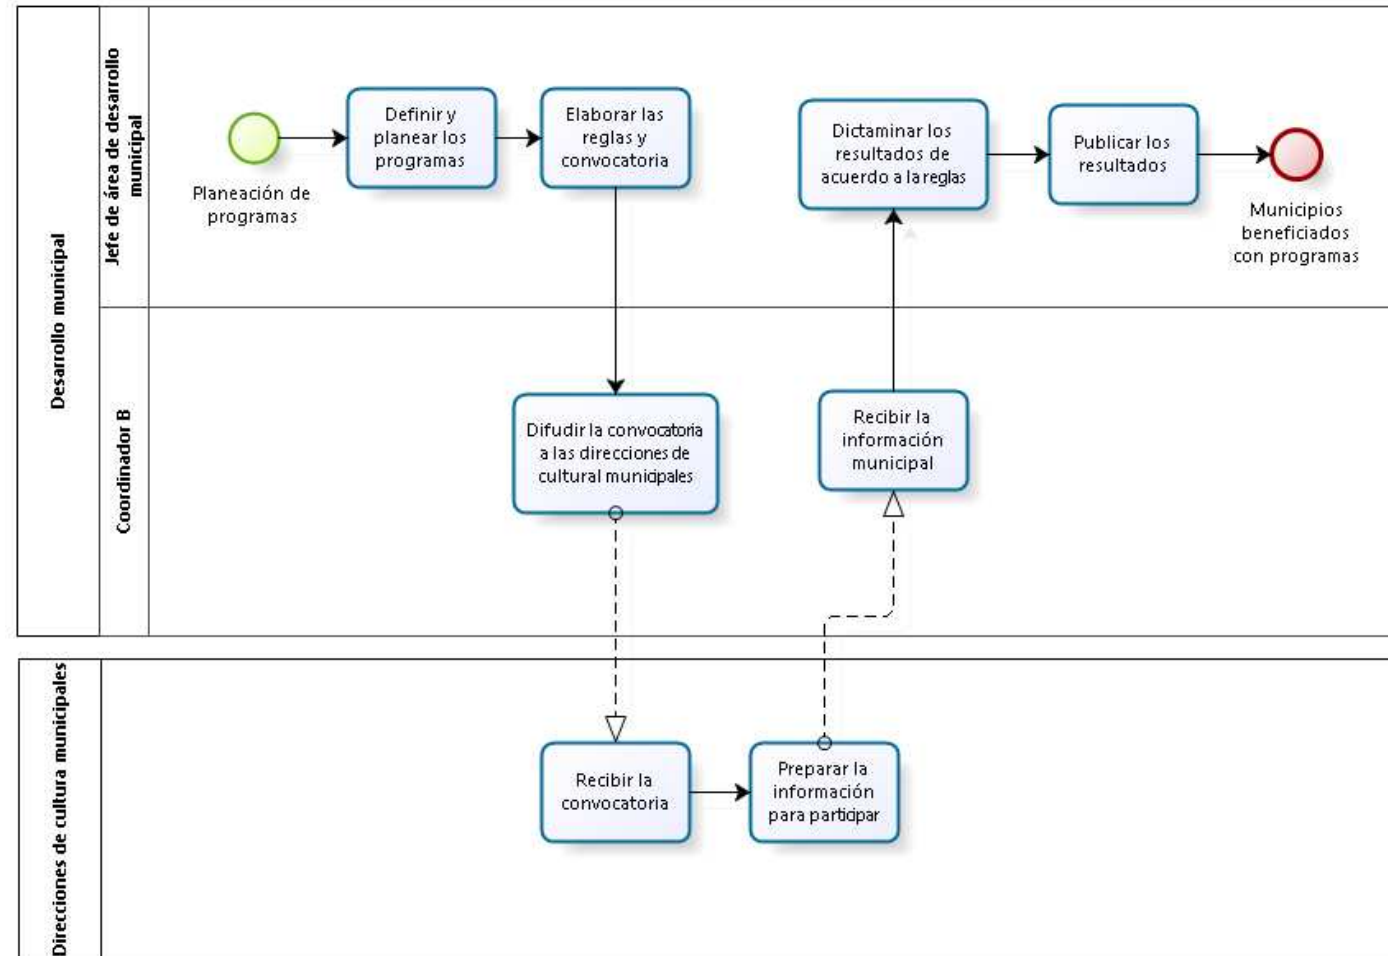 Desarrollo municipal
Jefe de área de desarrollo
municipal
Planeación de
programas
Definir y
planear los
programas
Elaborar las
reglas y
convocatoria
Dictaminar los
resultados de
acuerdo a la reglas
Publicar los
resultados
Municipios
beneficiados
con programas
Coordinador B
Difudir la convocatoria
a las direcciones de
cultural municipales
Recibir la
información
municipal
Direcciones de cultura municipales
Recibir la
convocatoria
Preparar la
información
para participar